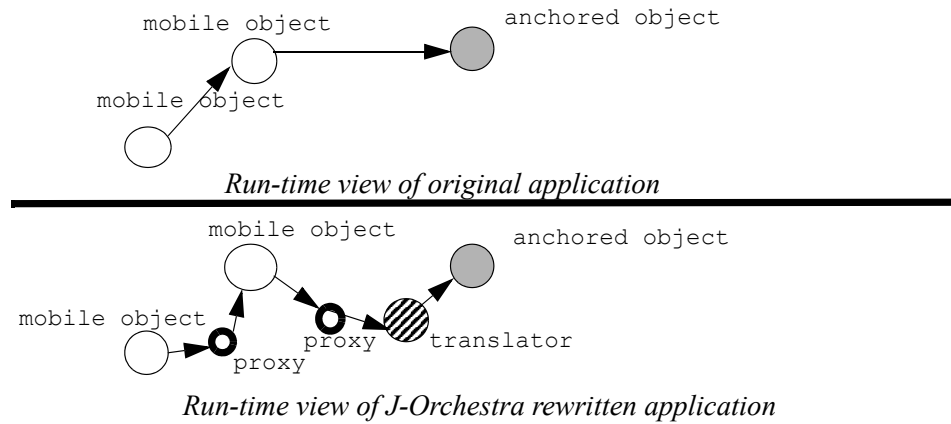 anchored object
mobile object
mobile object
Run-time view of original application
mobile object
anchored object
mobile object
proxy
translator
proxy
Run-time view of J-Orchestra rewritten application